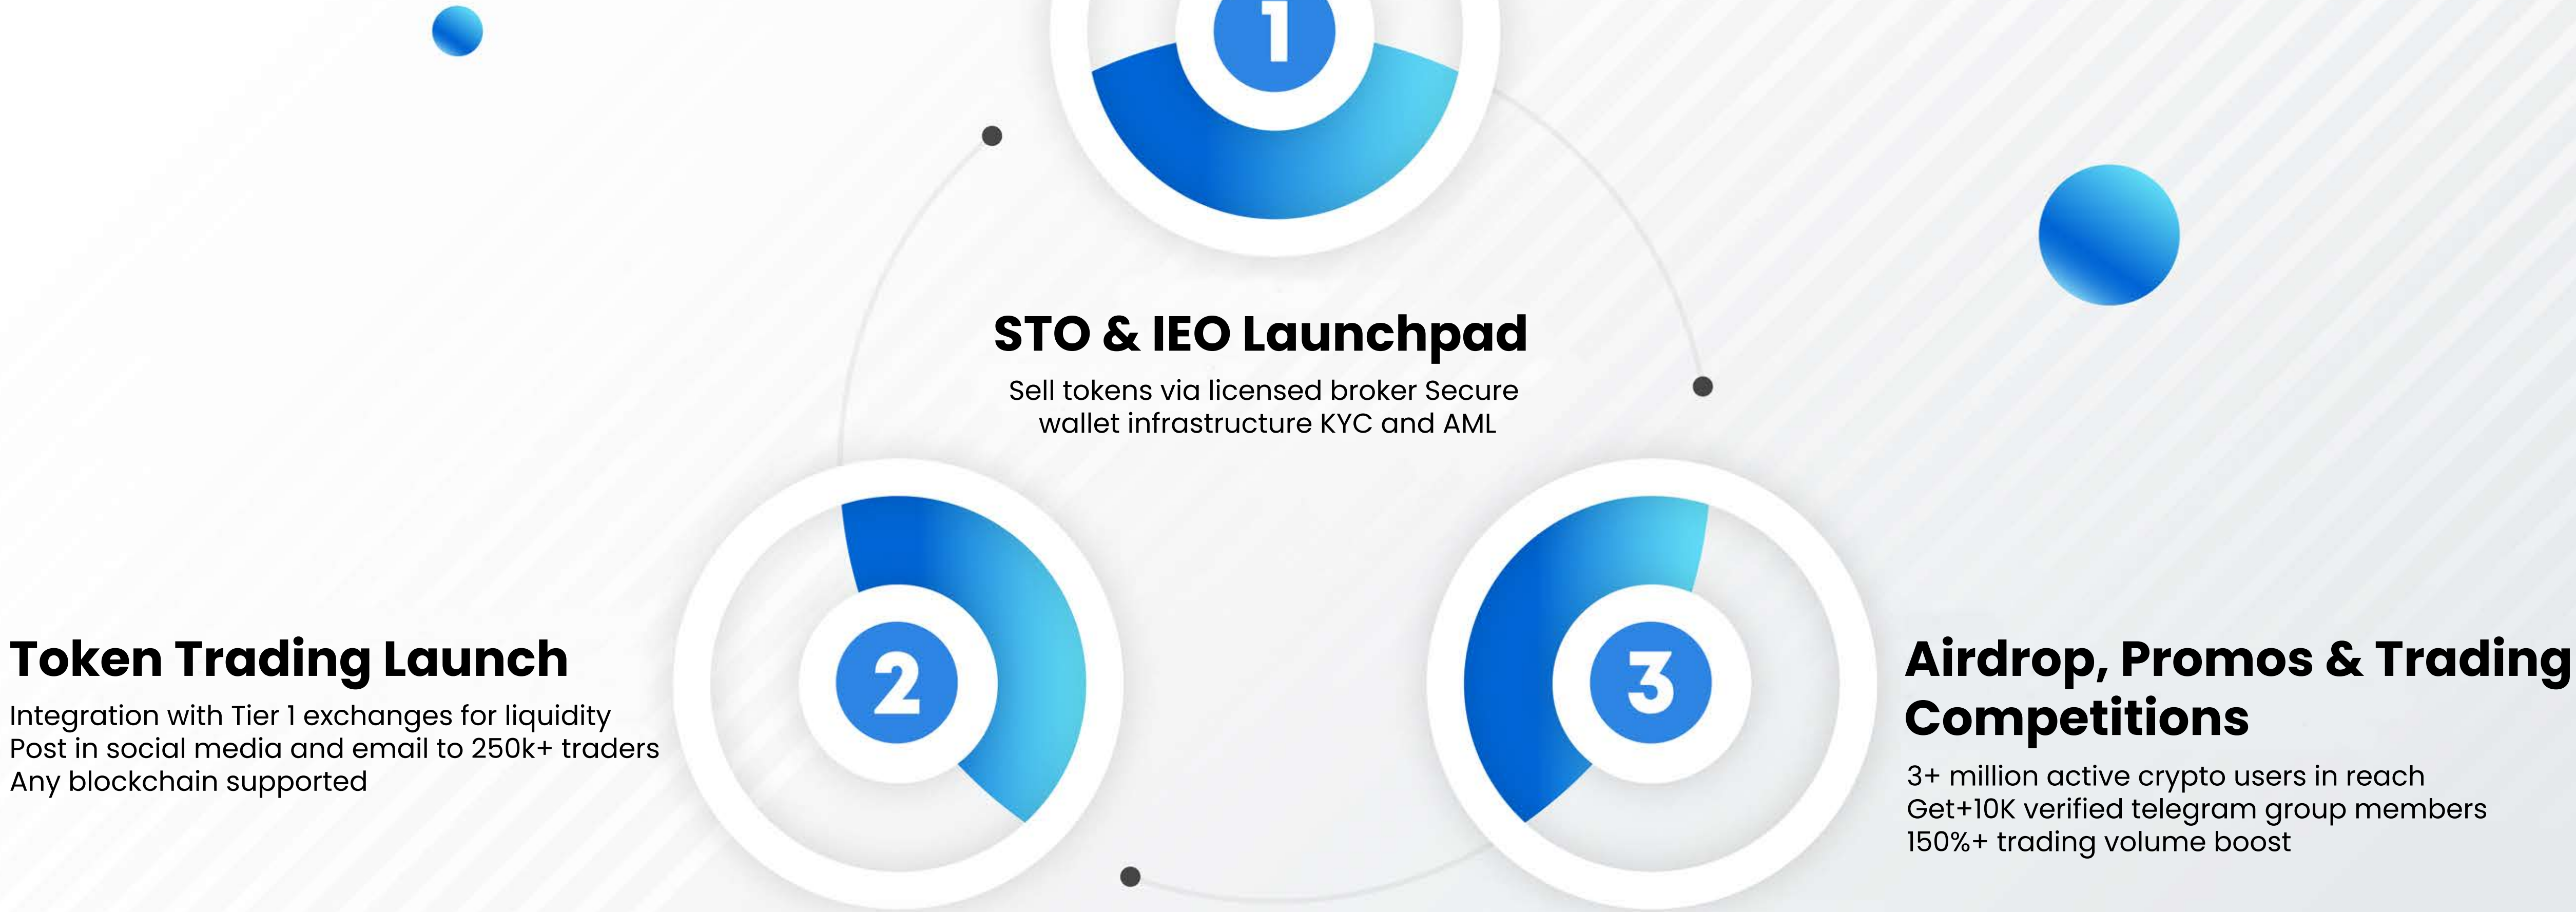 1
STO & IEO Launchpad
Sell tokens via licensed broker Secure
wallet infrastructure KYC and AML
2
Token Trading Launch
Integration with Tier 1 exchanges for liquidity
Post in social media and email to 250k+ traders
Any blockchain supported
3
Airdrop, Promos & Trading
Competitions
3+ million active crypto users in reach
Get+10K verified telegram group members
150%+ trading volume boost